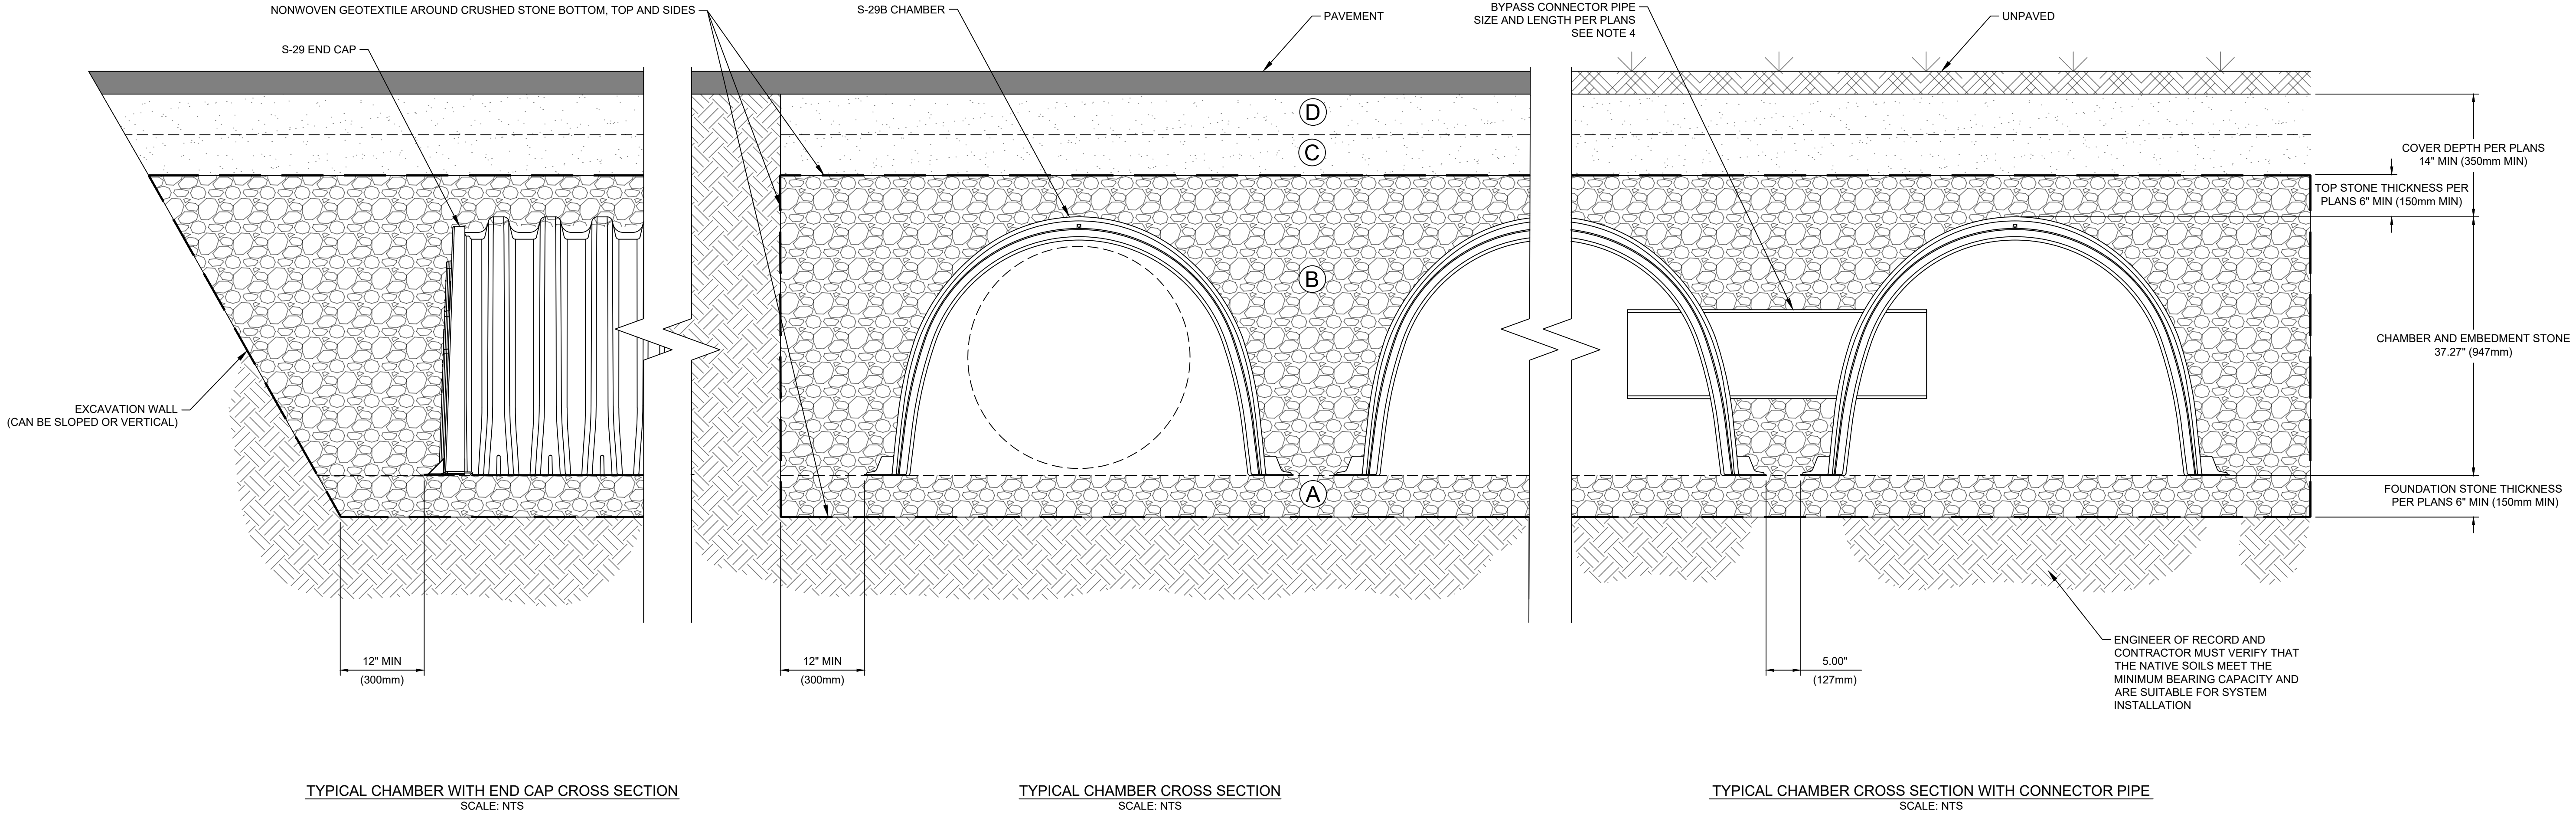 NONWOVEN GEOTEXTILE AROUND CRUSHED STONE BOTTOM, TOP AND SIDES
S-29 END CAP
S-29B CHAMBER
PAVEMENT
BYPASS CONNECTOR PIPE
SIZE AND LENGTH PER PLANS
SEE NOTE 4
UNPAVED
D
C
B
A
COVER DEPTH PER PLANS
14" MIN (350mm MIN)
TOP STONE THICKNESS PER
PLANS 6" MIN (150mm MIN)
CHAMBER AND EMBEDMENT STONE
37.27" (947mm)
FOUNDATION STONE THICKNESS
PER PLANS 6" MIN (150mm MIN)
EXCAVATION WALL
(CAN BE SLOPED OR VERTICAL)
12" MIN
(300mm)
12" MIN
(300mm)
5.00"
(127mm)
ENGINEER OF RECORD AND
CONTRACTOR MUST VERIFY THAT
THE NATIVE SOILS MEET THE
MINIMUM BEARING CAPACITY AND
ARE SUITABLE FOR SYSTEM
INSTALLATION
TYPICAL CHAMBER WITH END CAP CROSS SECTION
SCALE: NTS
TYPICAL CHAMBER CROSS SECTION
SCALE: NTS
TYPICAL CHAMBER CROSS SECTION WITH CONNECTOR PIPE
SCALE: NTS